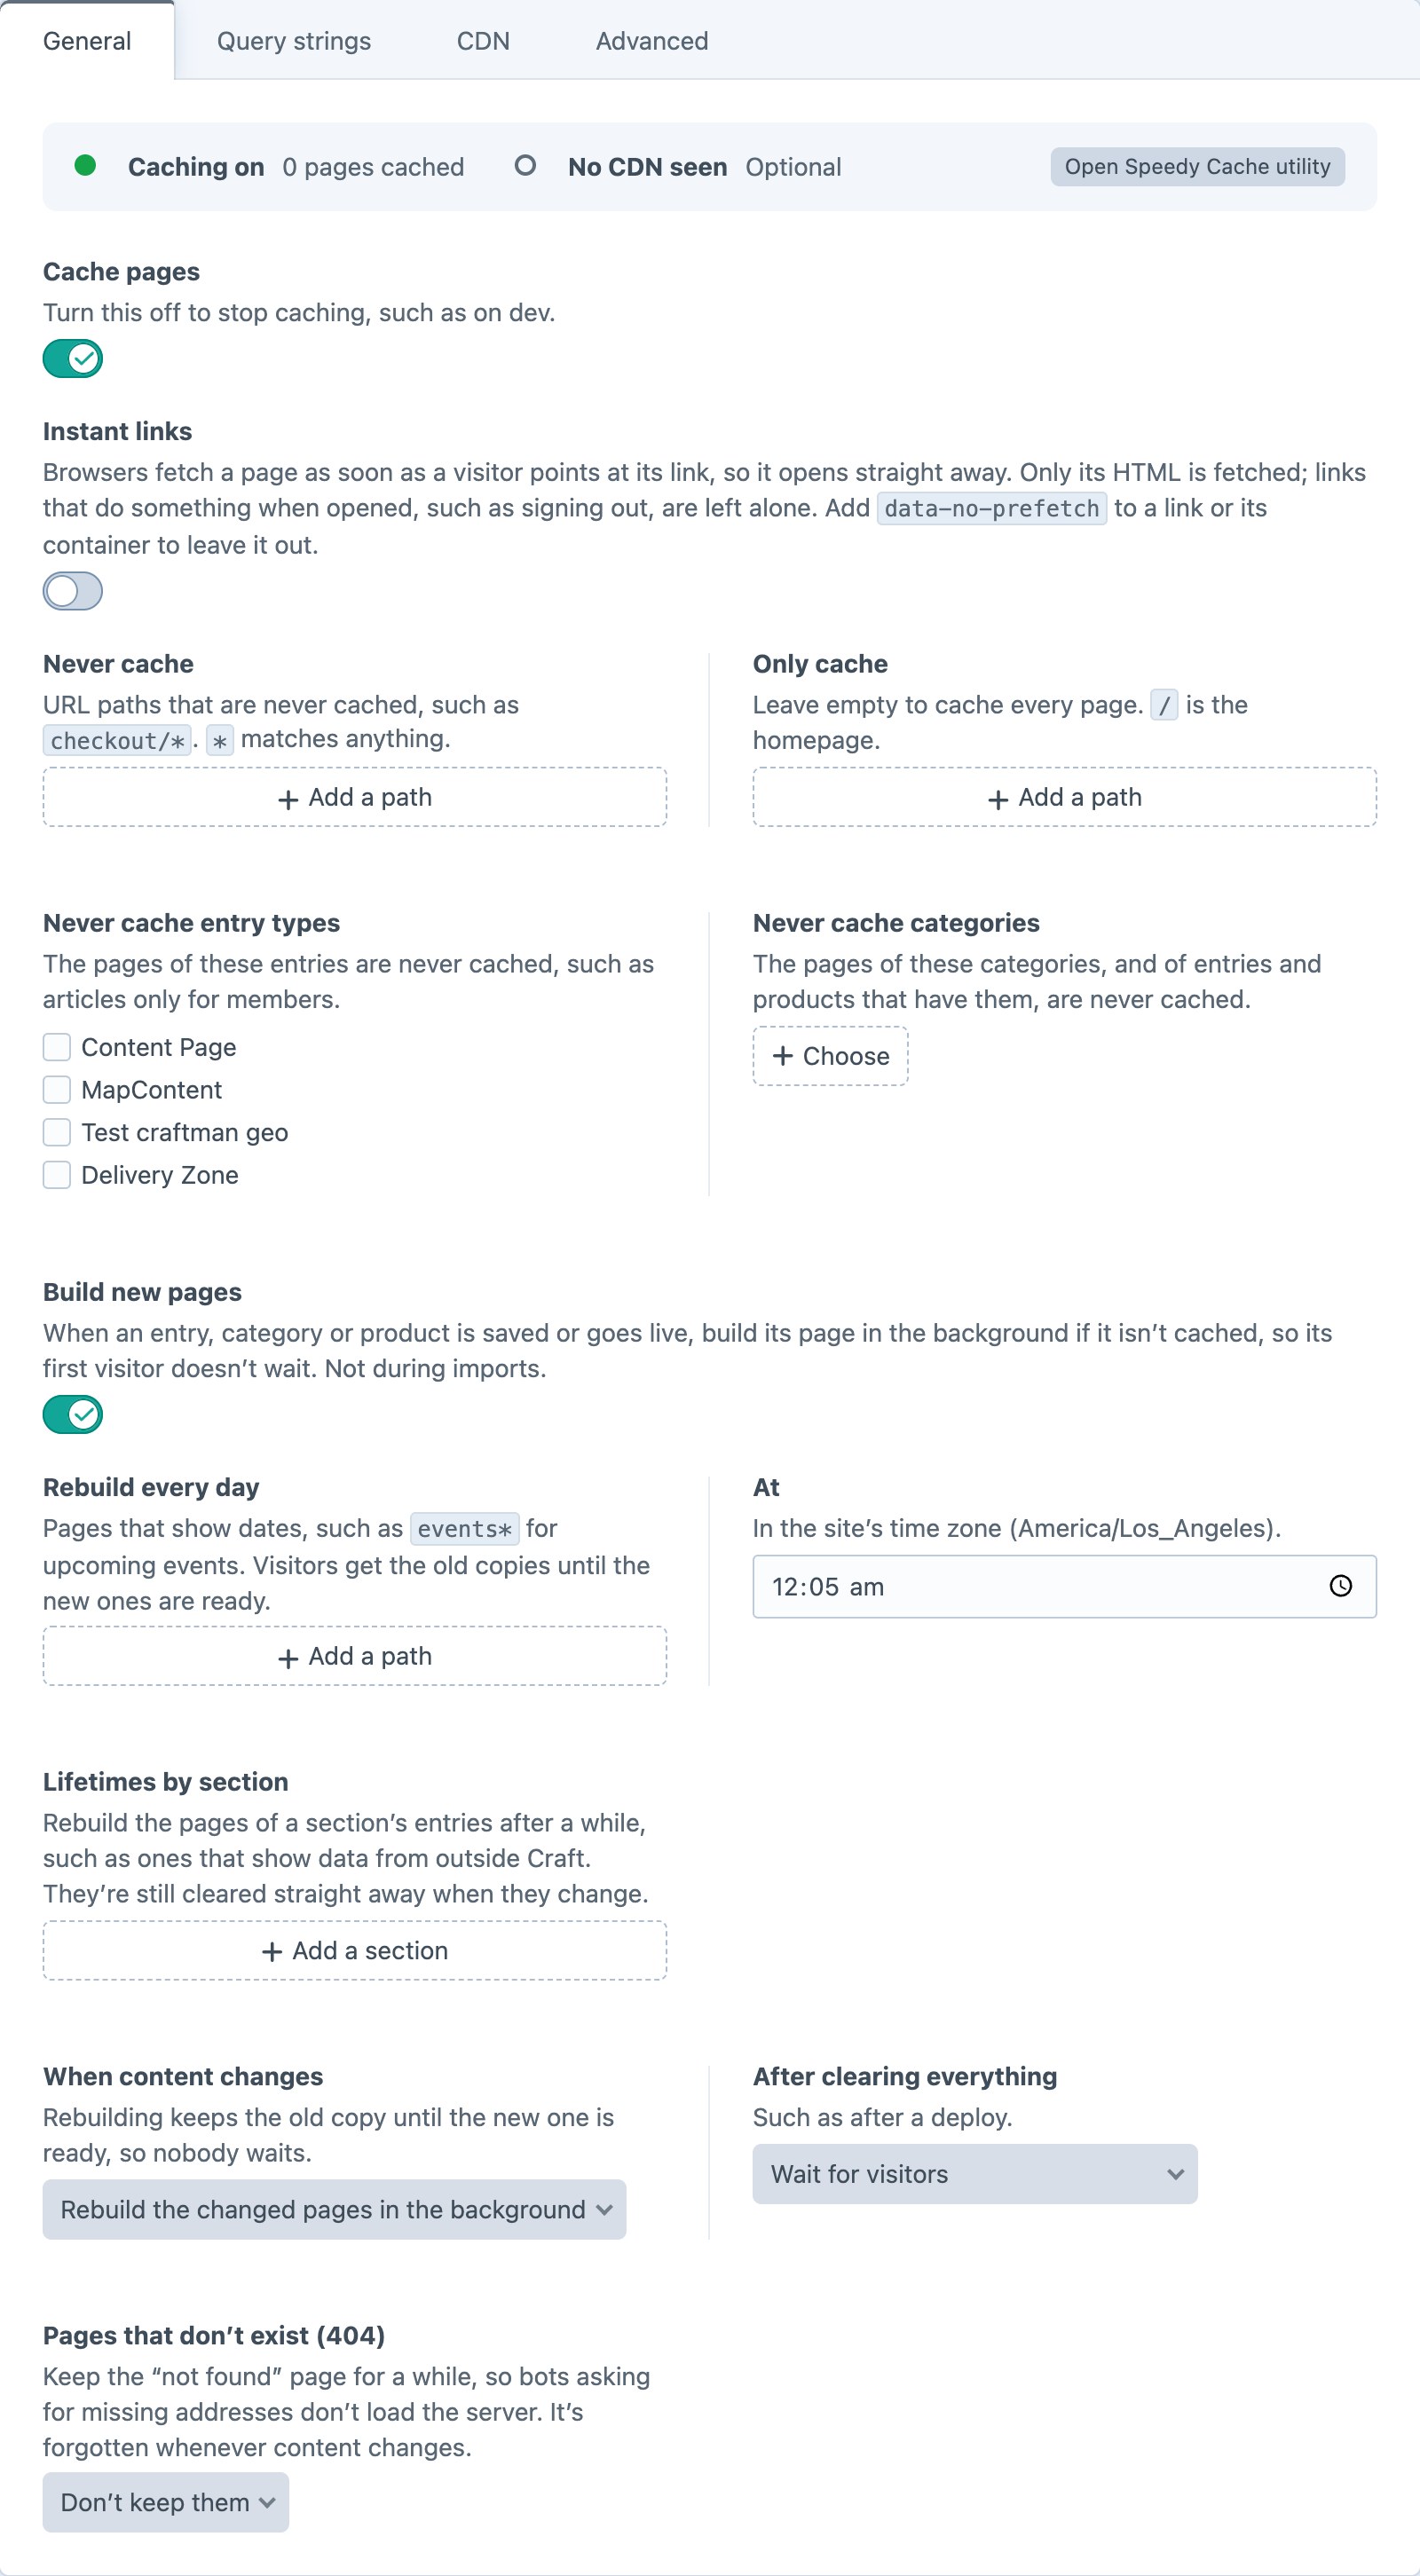 General
Query strings
CDN
Advanced
Caching on 0 pages cached
No CDN seen Optional
Open Speedy Cache utility
Cache pages
Turn this off to stop caching, such as on dev.
Instant links
Browsers fetch a page as soon as a visitor points at its link, so it opens straight away. Only its HTML is fetched; links
that do something when opened, such as signing out, are left alone. Add data-no-prefetch to a link or its
container to leave it out.
Never cache
URL paths that are never cached, such as
checkout/*. * matches anything.
+ Add a path
Only cache
Leave empty to cache every page. / is the
homepage.
+ Add a path
Never cache entry types
The pages of these entries are never cached, such as
articles only for members.
Content Page
MapContent
Test craftman geo
Delivery Zone
Never cache categories
The pages of these categories, and of entries and
products that have them, are never cached.
+ Choose
Build new pages
When an entry, category or product is saved or goes live, build its page in the background if it isn’t cached, so its
first visitor doesn’t wait. Not during imports.
Rebuild every day
Pages that show dates, such as events* for
upcoming events. Visitors get the old copies until the
new ones are ready.
+ Add a path
At
In the site’s time zone (America/Los_Angeles).
12:05 am
Lifetimes by section
Rebuild the pages of a section’s entries after a while,
such as ones that show data from outside Craft.
They’re still cleared straight away when they change.
+ Add a section
When content changes
Rebuilding keeps the old copy until the new one is
ready, so nobody waits.
Rebuild the changed pages in the background
After clearing everything
Such as after a deploy.
Wait for visitors
Pages that don’t exist (404)
Keep the “not found” page for a while, so bots asking
for missing addresses don’t load the server. It’s
forgotten whenever content changes.
Don’t keep them